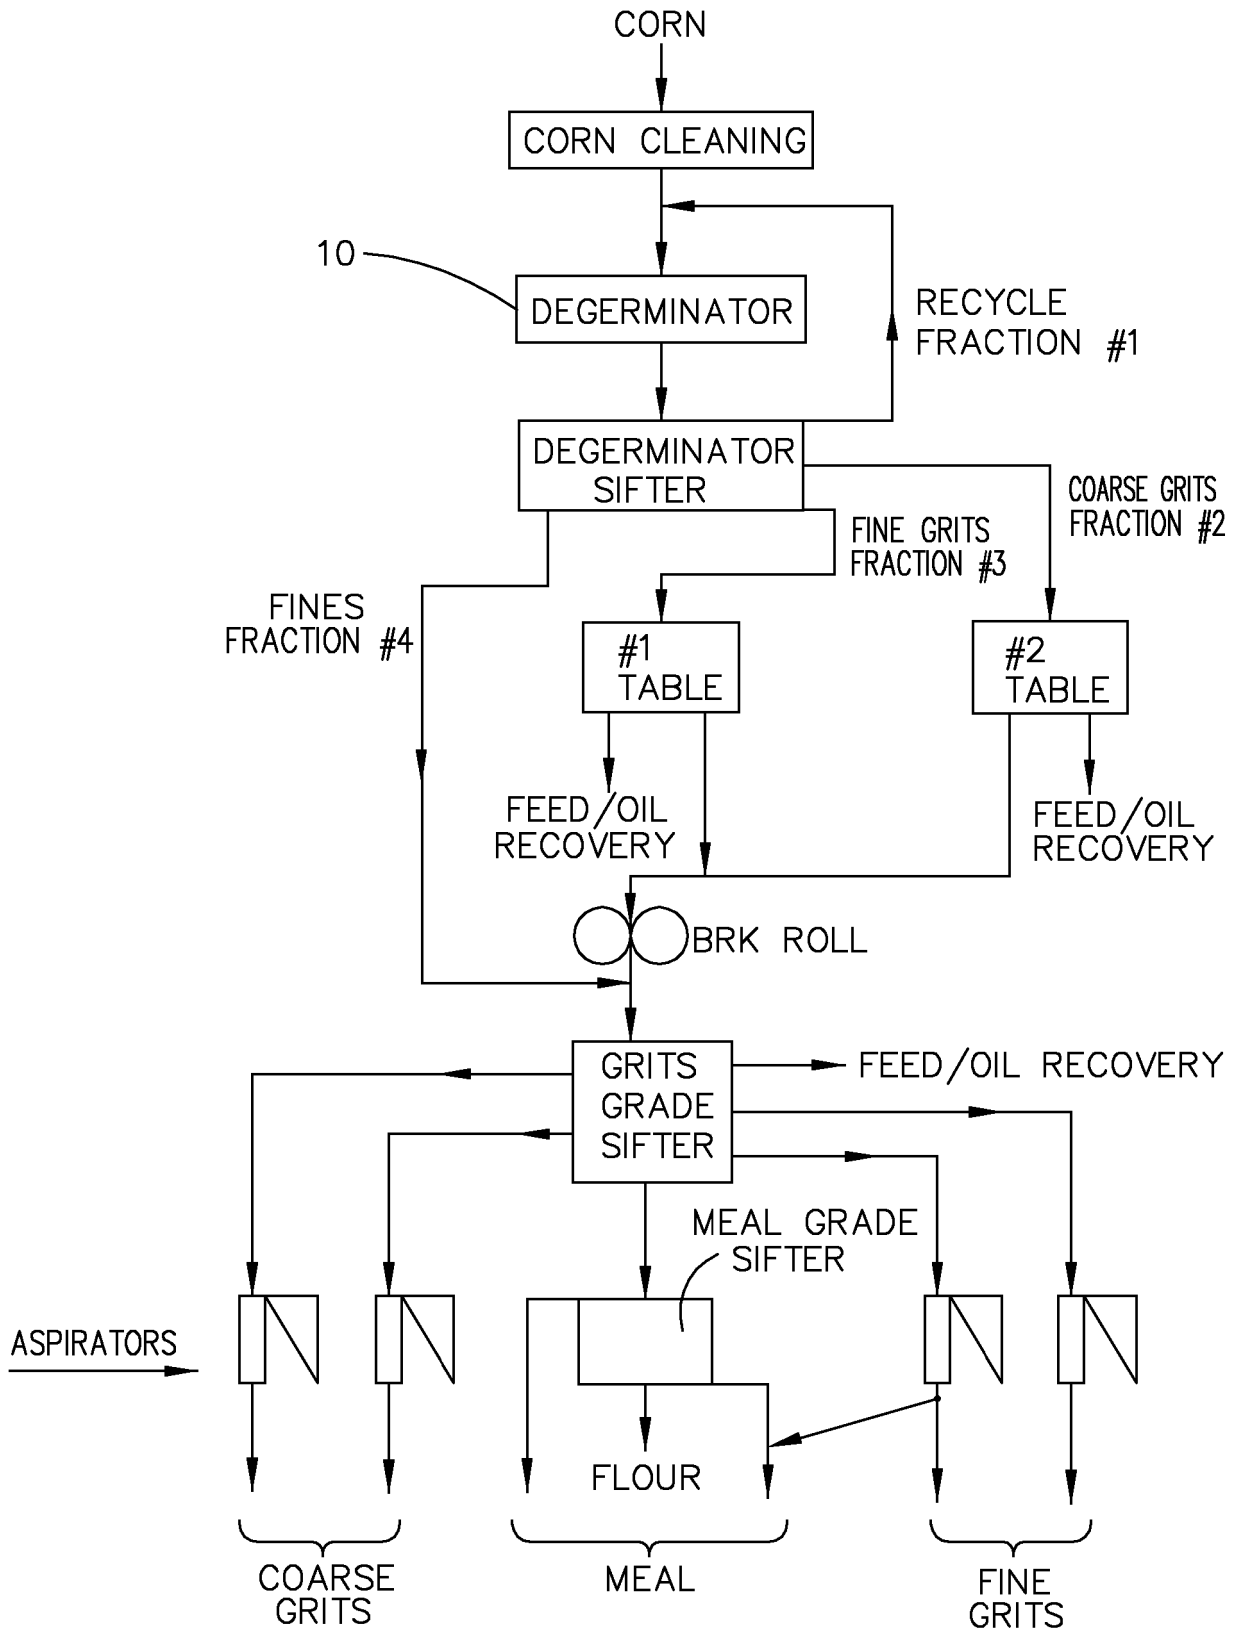 CORN
CORN CLEANING
10
DEGERMINATOR
RECYCLE
FRACTION #1
DEGERMINATOR
SIFTER
COARSE GRITS
FRACTION #2
FINE GRITS
FRACTION #3
FINES
FRACTION #4
#1
TABLE
#2
TABLE
FEED/OIL
RECOVERY
FEED/OIL
RECOVERY
BRK ROLL
GRITS
GRADE
SIFTER
FEED/OIL RECOVERY
MEAL GRADE
SIFTER
ASPIRATORS
FLOUR
COARSE
GRITS
MEAL
FINE
GRITS